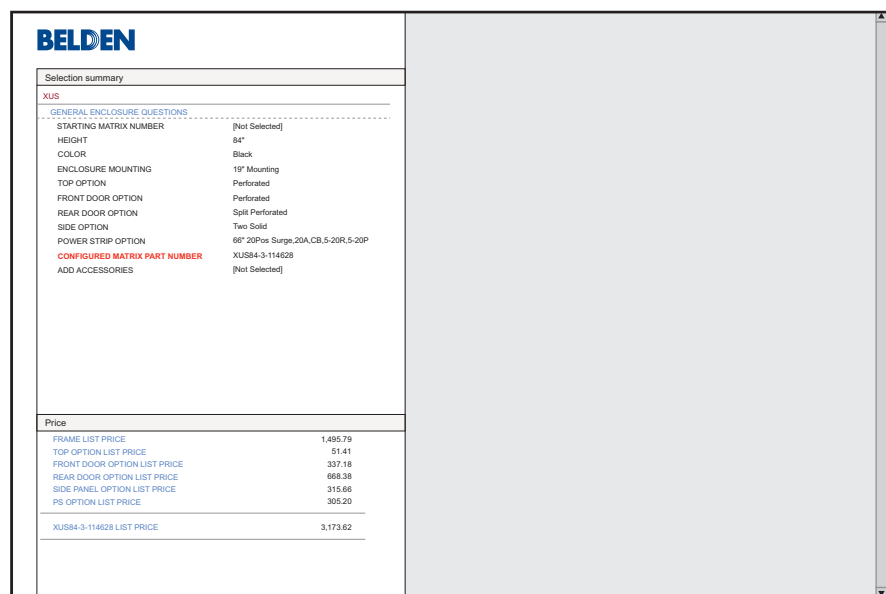 BELDEN
Selection summary
XUS
GENERAL ENCLOSURE QUESTIONS
STARTING MATRIX NUMBER [Not Selected]
HEIGHT 84"
COLOR Black
ENCLOSURE MOUNTING 19" Mounting
TOP OPTION Perforated
FRONT DOOR OPTION Perforated
REAR DOOR OPTION Split Perforated
SIDE OPTION Two Solid
POWER STRIP OPTION 66" 20Pos Surge,20A,CB,5-20R,5-20P
CONFIGURED MATRIX PART NUMBER XUS84-3-114628
ADD ACCESSORIES [Not Selected]
Price
FRAME LIST PRICE 1,495.79
TOP OPTION LIST PRICE 51.41
FRONT DOOR OPTION LIST PRICE 337.18
REAR DOOR OPTION LIST PRICE 668.38
SIDE PANEL OPTION LIST PRICE 315.66
PS OPTION LIST PRICE 305.20
XUS84-3-114628 LIST PRICE 3,173.62